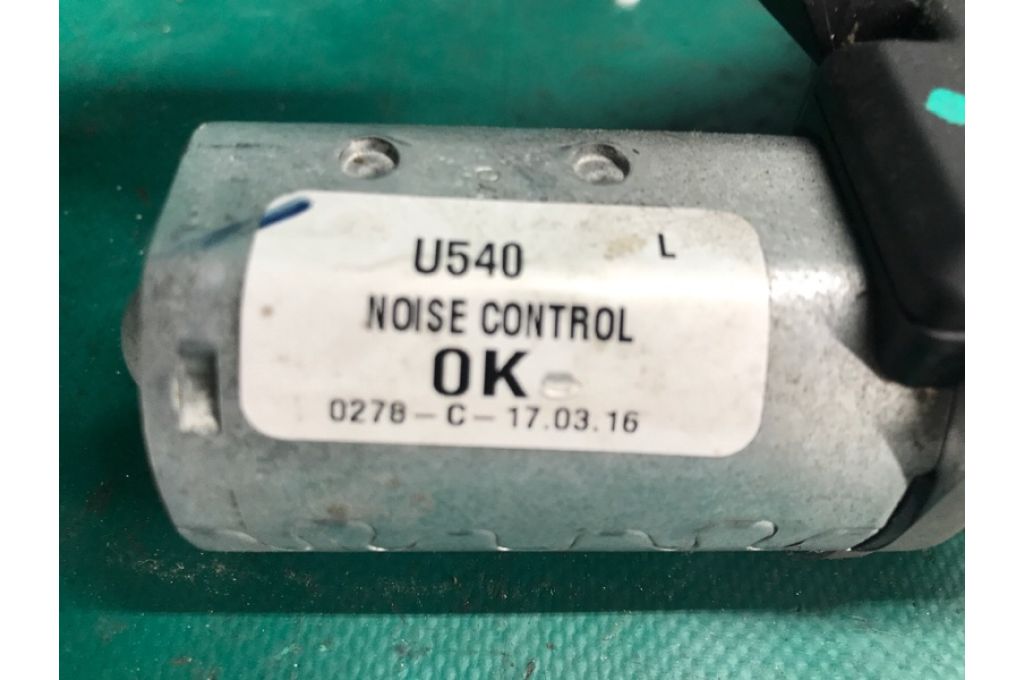 U540 L
NOISE CONTROL
OK
0278-C-17.03.16